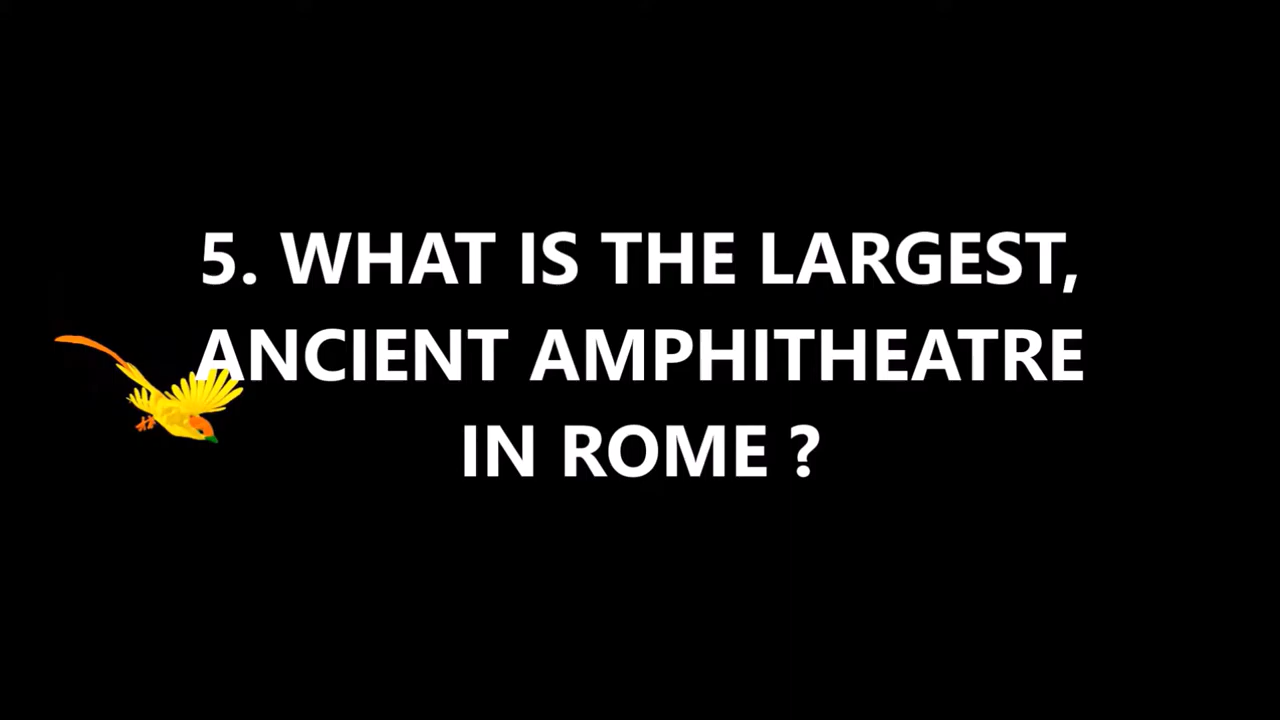 5. WHAT IS THE LARGEST,
ANCIENT AMPHITHEATRE
IN ROME ?